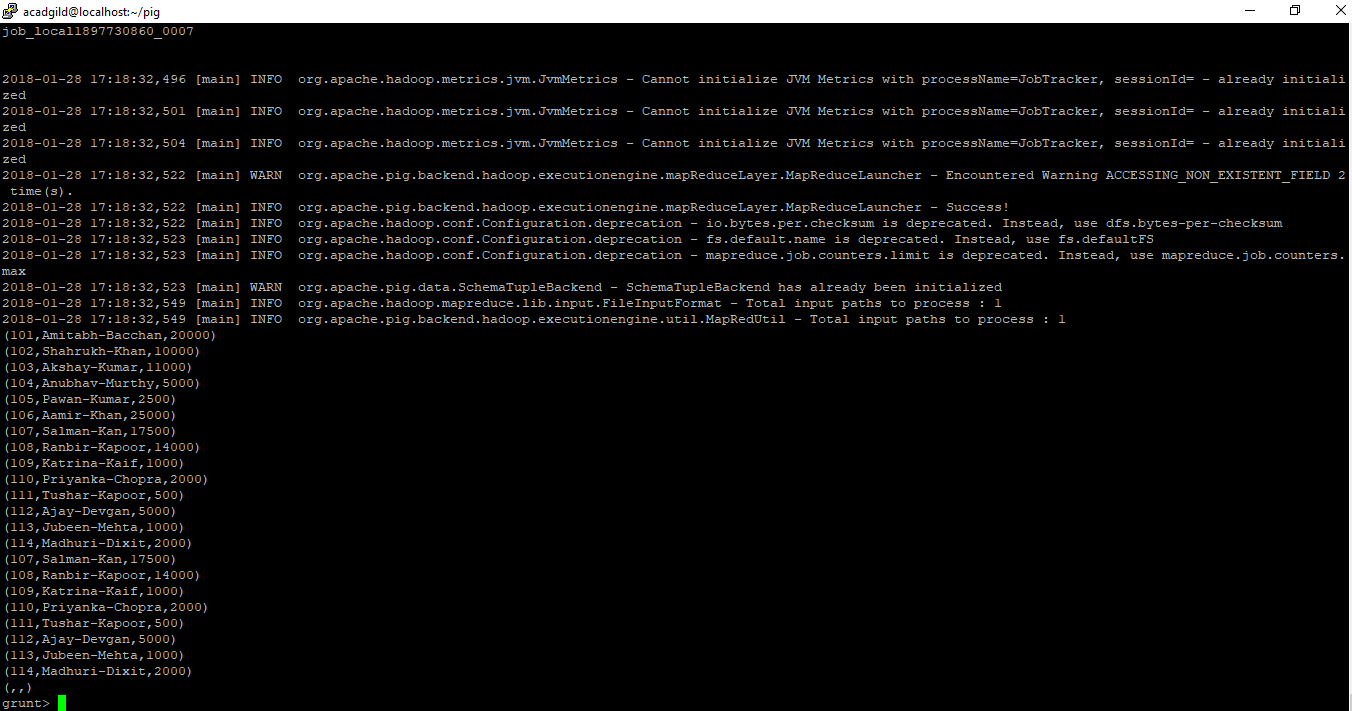 acadgild@localhost:~/pig
job_local1897730860_0007
2018-01-28 17:18:32,496 [main] INFO  org.apache.hadoop.metrics.jvm.JvmMetrics - Cannot initialize JVM Metrics with processName=JobTracker, sessionId= - already initiali
zed
2018-01-28 17:18:32,501 [main] INFO  org.apache.hadoop.metrics.jvm.JvmMetrics - Cannot initialize JVM Metrics with processName=JobTracker, sessionId= - already initiali
zed
2018-01-28 17:18:32,504 [main] INFO  org.apache.hadoop.metrics.jvm.JvmMetrics - Cannot initialize JVM Metrics with processName=JobTracker, sessionId= - already initiali
zed
2018-01-28 17:18:32,522 [main] WARN  org.apache.pig.backend.hadoop.executionengine.mapReduceLayer.MapReduceLauncher - Encountered Warning ACCESSING_NON_EXISTENT_FIELD 2
 time(s).
2018-01-28 17:18:32,522 [main] INFO  org.apache.pig.backend.hadoop.executionengine.mapReduceLayer.MapReduceLauncher - Success!
2018-01-28 17:18:32,522 [main] INFO  org.apache.hadoop.conf.Configuration.deprecation - io.bytes.per.checksum is deprecated. Instead, use dfs.bytes-per-checksum
2018-01-28 17:18:32,523 [main] INFO  org.apache.hadoop.conf.Configuration.deprecation - fs.default.name is deprecated. Instead, use fs.defaultFS
2018-01-28 17:18:32,523 [main] INFO  org.apache.hadoop.conf.Configuration.deprecation - mapreduce.job.counters.limit is deprecated. Instead, use mapreduce.job.counters.
max
2018-01-28 17:18:32,523 [main] WARN  org.apache.pig.data.SchemaTupleBackend - SchemaTupleBackend has already been initialized
2018-01-28 17:18:32,549 [main] INFO  org.apache.hadoop.mapreduce.lib.input.FileInputFormat - Total input paths to process : 1
2018-01-28 17:18:32,549 [main] INFO  org.apache.pig.backend.hadoop.executionengine.util.MapRedUtil - Total input paths to process : 1
(101,Amitabh-Bacchan,20000)
(102,Shahrukh-Khan,10000)
(103,Akshay-Kumar,11000)
(104,Anubhav-Murthy,5000)
(105,Pawan-Kumar,2500)
(106,Aamir-Khan,25000)
(107,Salman-Kan,17500)
(108,Ranbir-Kapoor,14000)
(109,Katrina-Kaif,1000)
(110,Priyanka-Chopra,2000)
(111,Tushar-Kapoor,500)
(112,Ajay-Devgan,5000)
(113,Jubeen-Mehta,1000)
(114,Madhuri-Dixit,2000)
(107,Salman-Kan,17500)
(108,Ranbir-Kapoor,14000)
(109,Katrina-Kaif,1000)
(110,Priyanka-Chopra,2000)
(111,Tushar-Kapoor,500)
(112,Ajay-Devgan,5000)
(113,Jubeen-Mehta,1000)
(114,Madhuri-Dixit,2000)
(,,)
grunt>